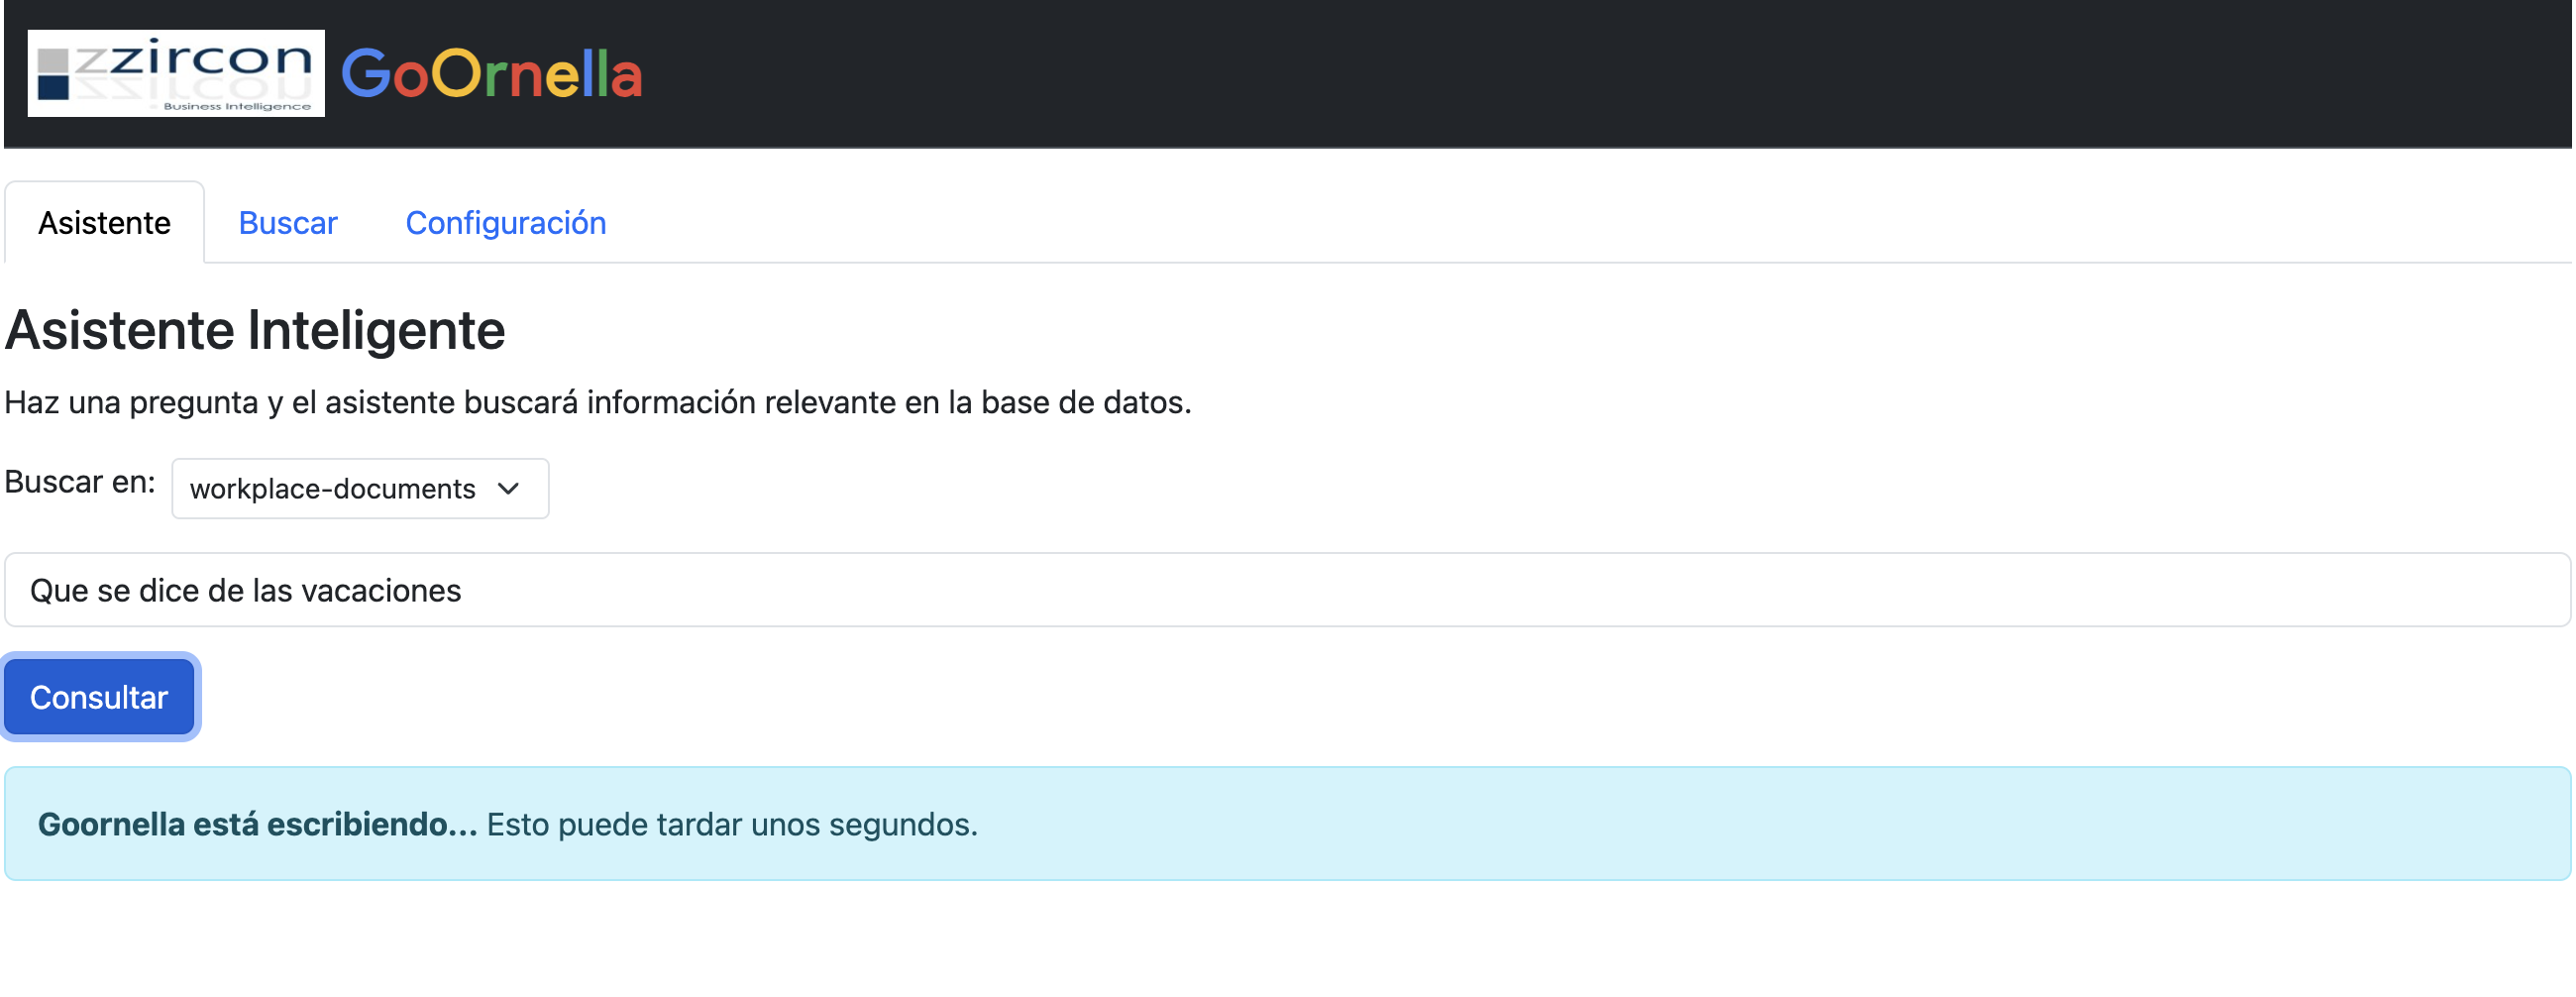 zzircon
Business Intelligence
GoOrnella
Asistente
Buscar
Configuración
Asistente Inteligente
Haz una pregunta y el asistente buscará información relevante en la base de datos.
Buscar en:
workplace-documents
Que se dice de las vacaciones
Consultar
Goornella está escribiendo... Esto puede tardar unos segundos.